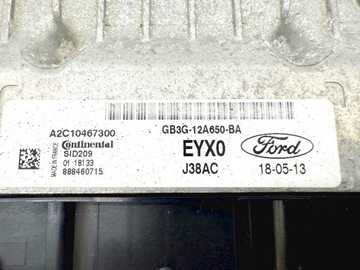 A2C10467300
Continental
SID209
01 18133
888460715
MADE IN FRANCE
GB3G-12A650-BA
EYX0
J38AC
Ford
18-05-13